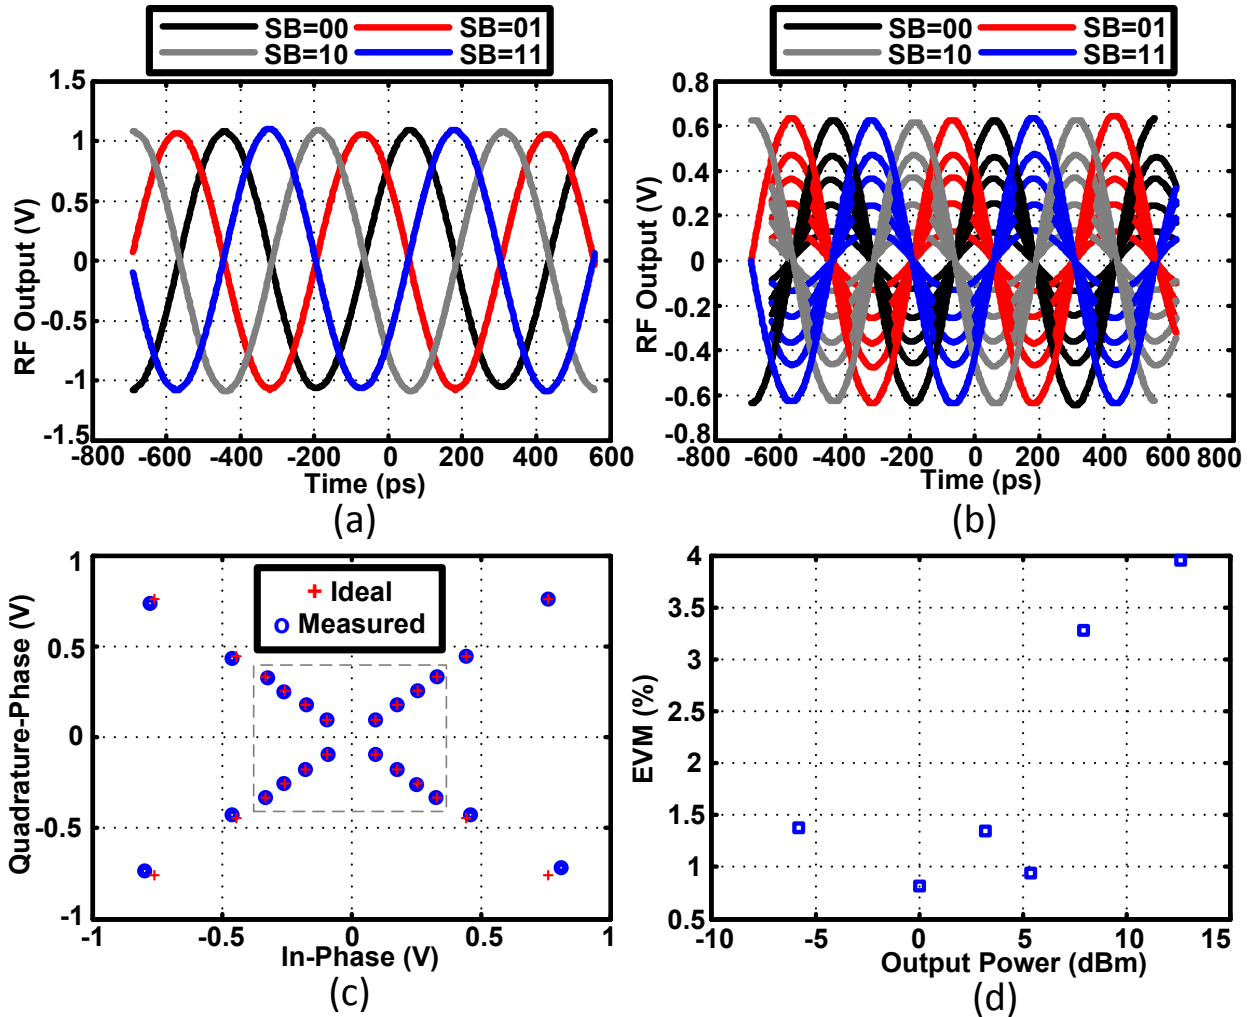 SB=00 SB=01
SB=10 SB=11
1.5
1
0.5
0
-0.5
-1
-1.5
-800 -600 -400 -200 0 200 400 600
RF Output (V)
Time (ps)
(a)
SB=00 SB=01
SB=10 SB=11
0.8
0.6
0.4
0.2
0
-0.2
-0.4
-0.6
-0.8
-800 -600 -400 -200 0 200 400 600 800
RF Output (V)
Time (ps)
(b)
+ Ideal
o Measured
1
0.5
0
-0.5
-1
-1 -0.5 0 0.5 1
Quadrature-Phase (V)
In-Phase (V)
(c)
4
3.5
3
2.5
2
1.5
1
0.5
-10 -5 0 5 10 15
EVM (%)
Output Power (dBm)
(d)